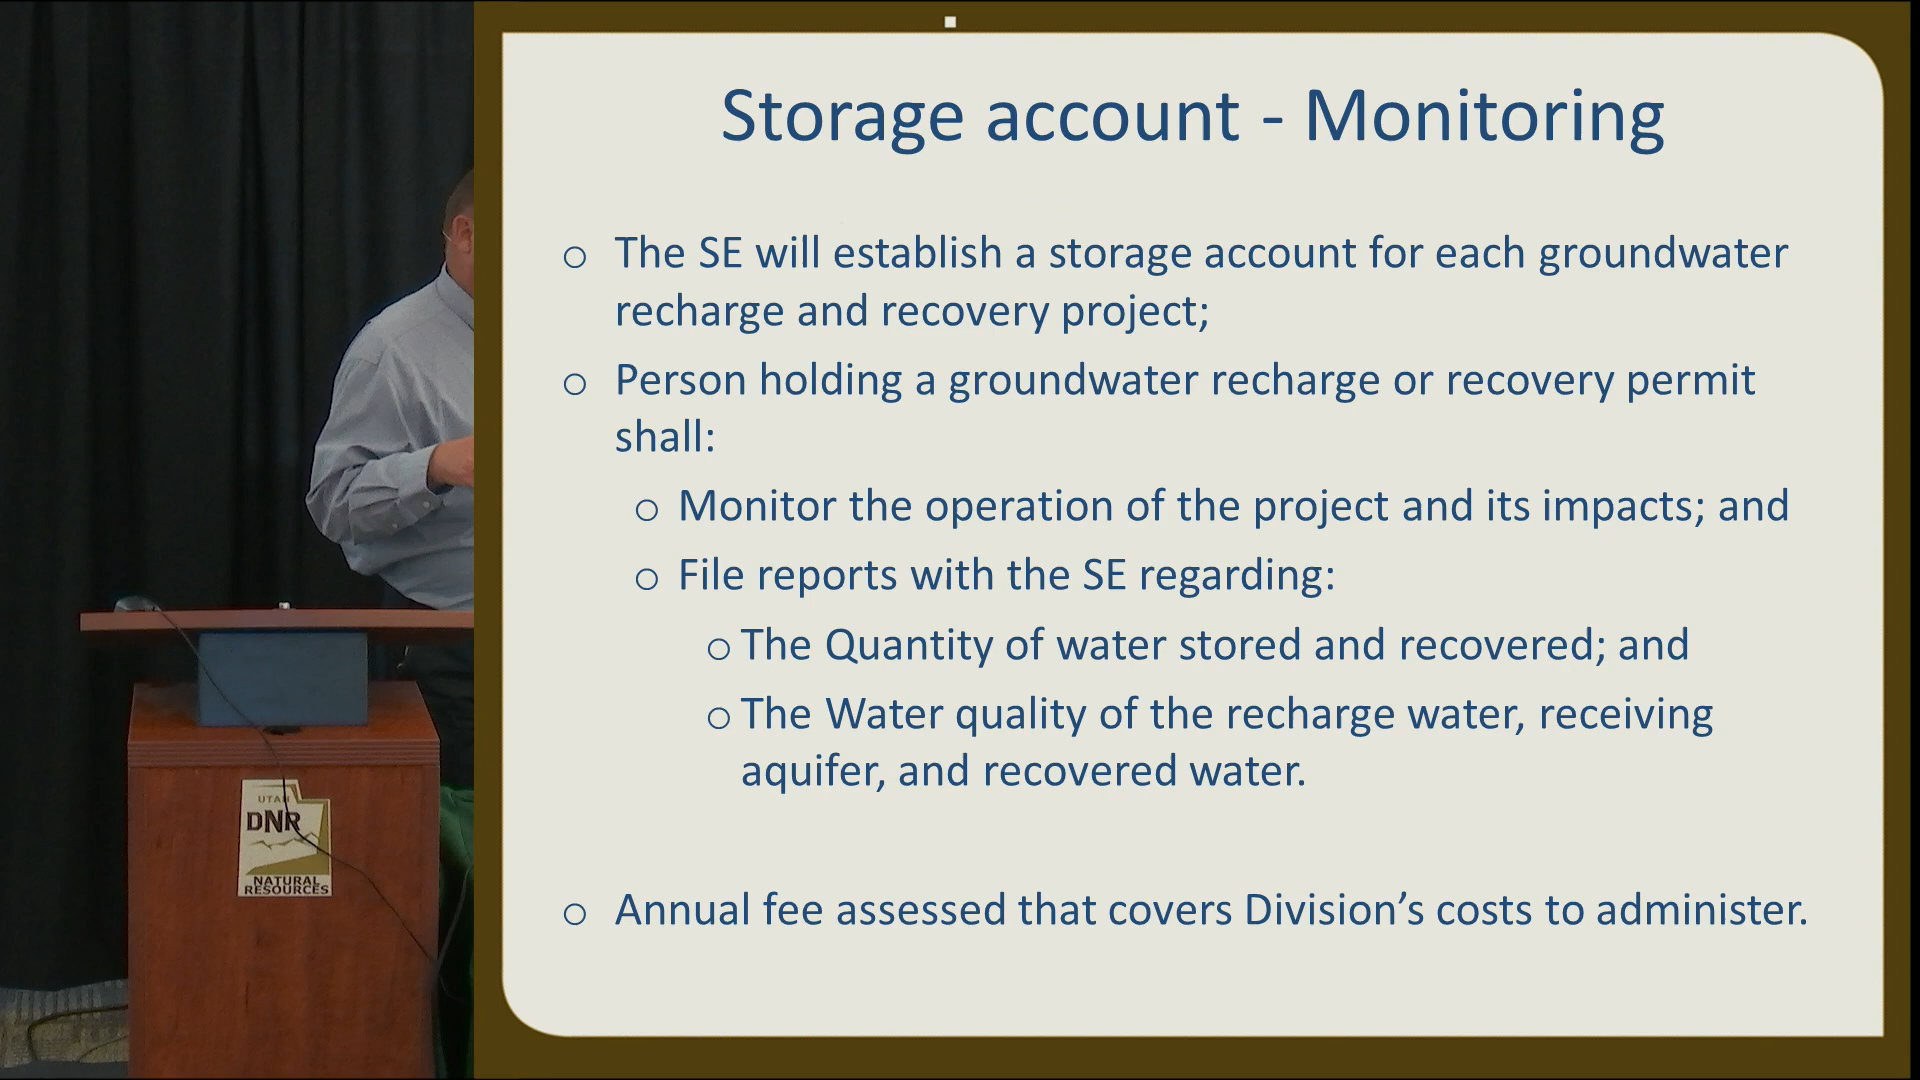 Storage account - Monitoring
○ The SE will establish a storage account for each groundwater
recharge and recovery project;
○ Person holding a groundwater recharge or recovery permit
shall:
○ Monitor the operation of the project and its impacts; and
○ File reports with the SE regarding:
○ The Quantity of water stored and recovered; and
○ The Water quality of the recharge water, receiving
aquifer, and recovered water.
○ Annual fee assessed that covers Division’s costs to administer.
UTAH
DNR
NATURAL
RESOURCES